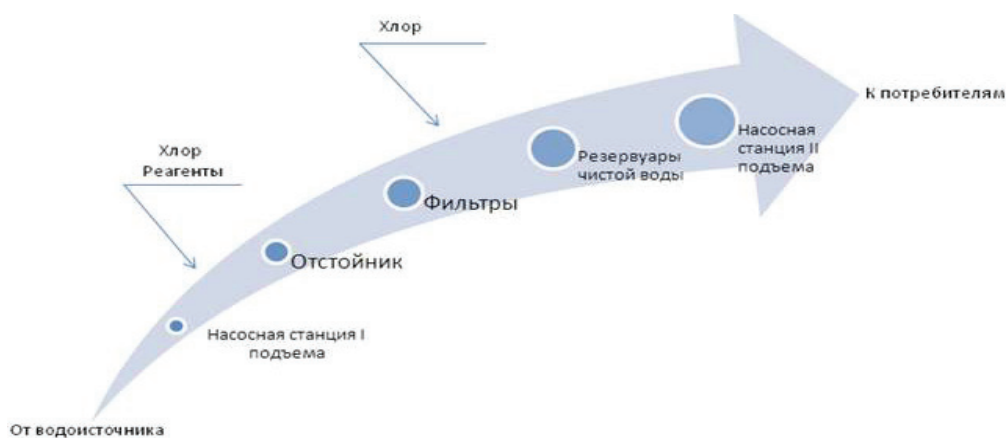 Хлор
К потребителям
Насосная
станция II
подъема
Резервуары
чистой воды
Хлор
Реагенты
Фильтры
Отстойник
Насосная станция I
подъема
От водоисточника